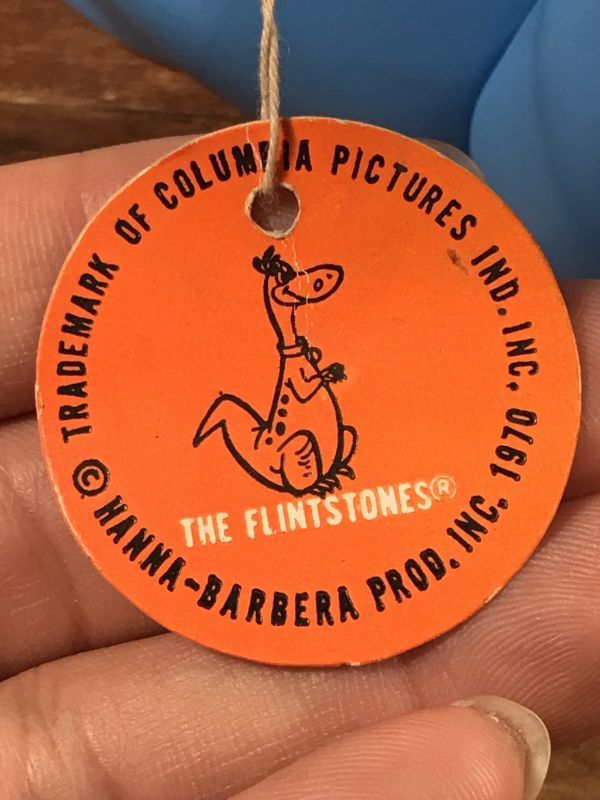 TRADEMARK OF COLUMBIA PICTURES IND. INC.
© HANNA-BARBERA PROD. INC. 1970
THE FLINTSTONES®